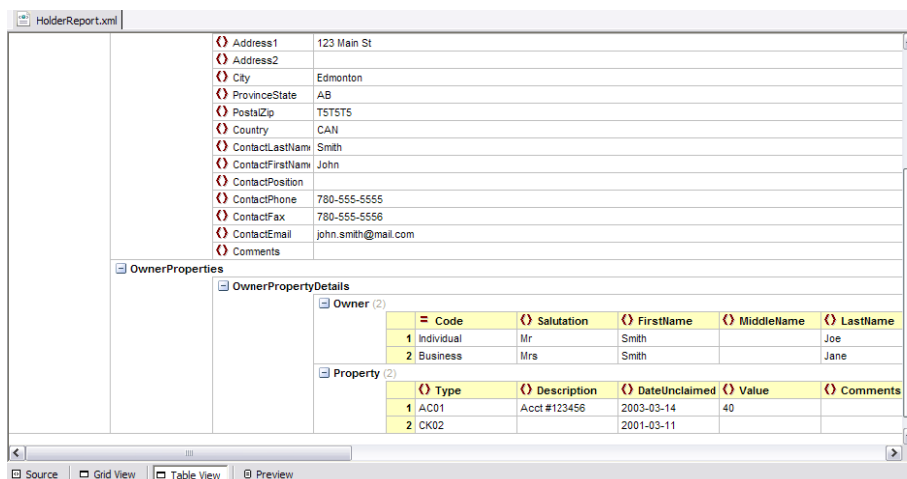 HolderReport.xml
Address1 123 Main St
Address2
City Edmonton
ProvinceState AB
PostalZip T5T5T5
Country CAN
ContactLastName Smith
ContactFirstName John
ContactPosition
ContactPhone 780-555-5555
ContactFax 780-555-5556
ContactEmail john.smith@mail.com
Comments
OwnerProperties
OwnerPropertyDetails
Owner (2)
= Code Salutation FirstName MiddleName LastName
1 Individual Mr Smith Joe
2 Business Mrs Smith Jane
Property (2)
Type Description DateUnclaimed Value Comments
1 AC01 Acct #123456 2003-03-14 40
2 CK02 2001-03-11
Source Grid View Table View Preview